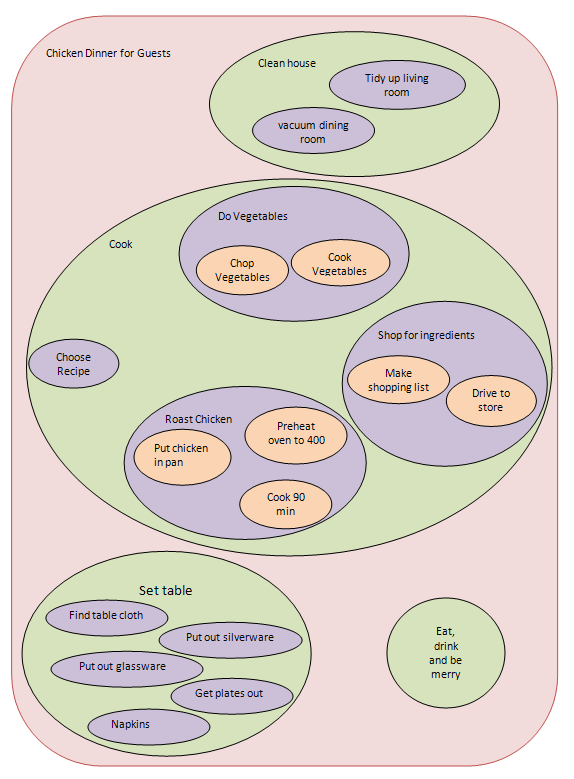 Chicken Dinner for Guests
Clean house
Tidy up living
room
vacuum dining
room
Do Vegetables
Cook
Chop
Vegetables
Cook
Vegetables
Shop for ingredients
Choose
Recipe
Make
shopping list
Drive to
store
Roast Chicken
Preheat
oven to 400
Put chicken
in pan
Cook 90
min
Set table
Find table cloth
Put out silverware
Put out glassware
Get plates out
Napkins
Eat,
drink
and be
merry